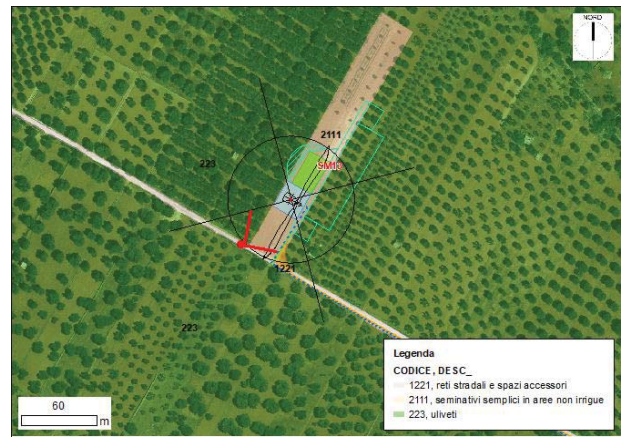 NORD
2111
223
SM10
1221
223
60
m
Legenda
CODICE, DESC_
1221, reti stradali e spazi accessori
2111, seminativi semplici in aree non irrigue
223, uliveti